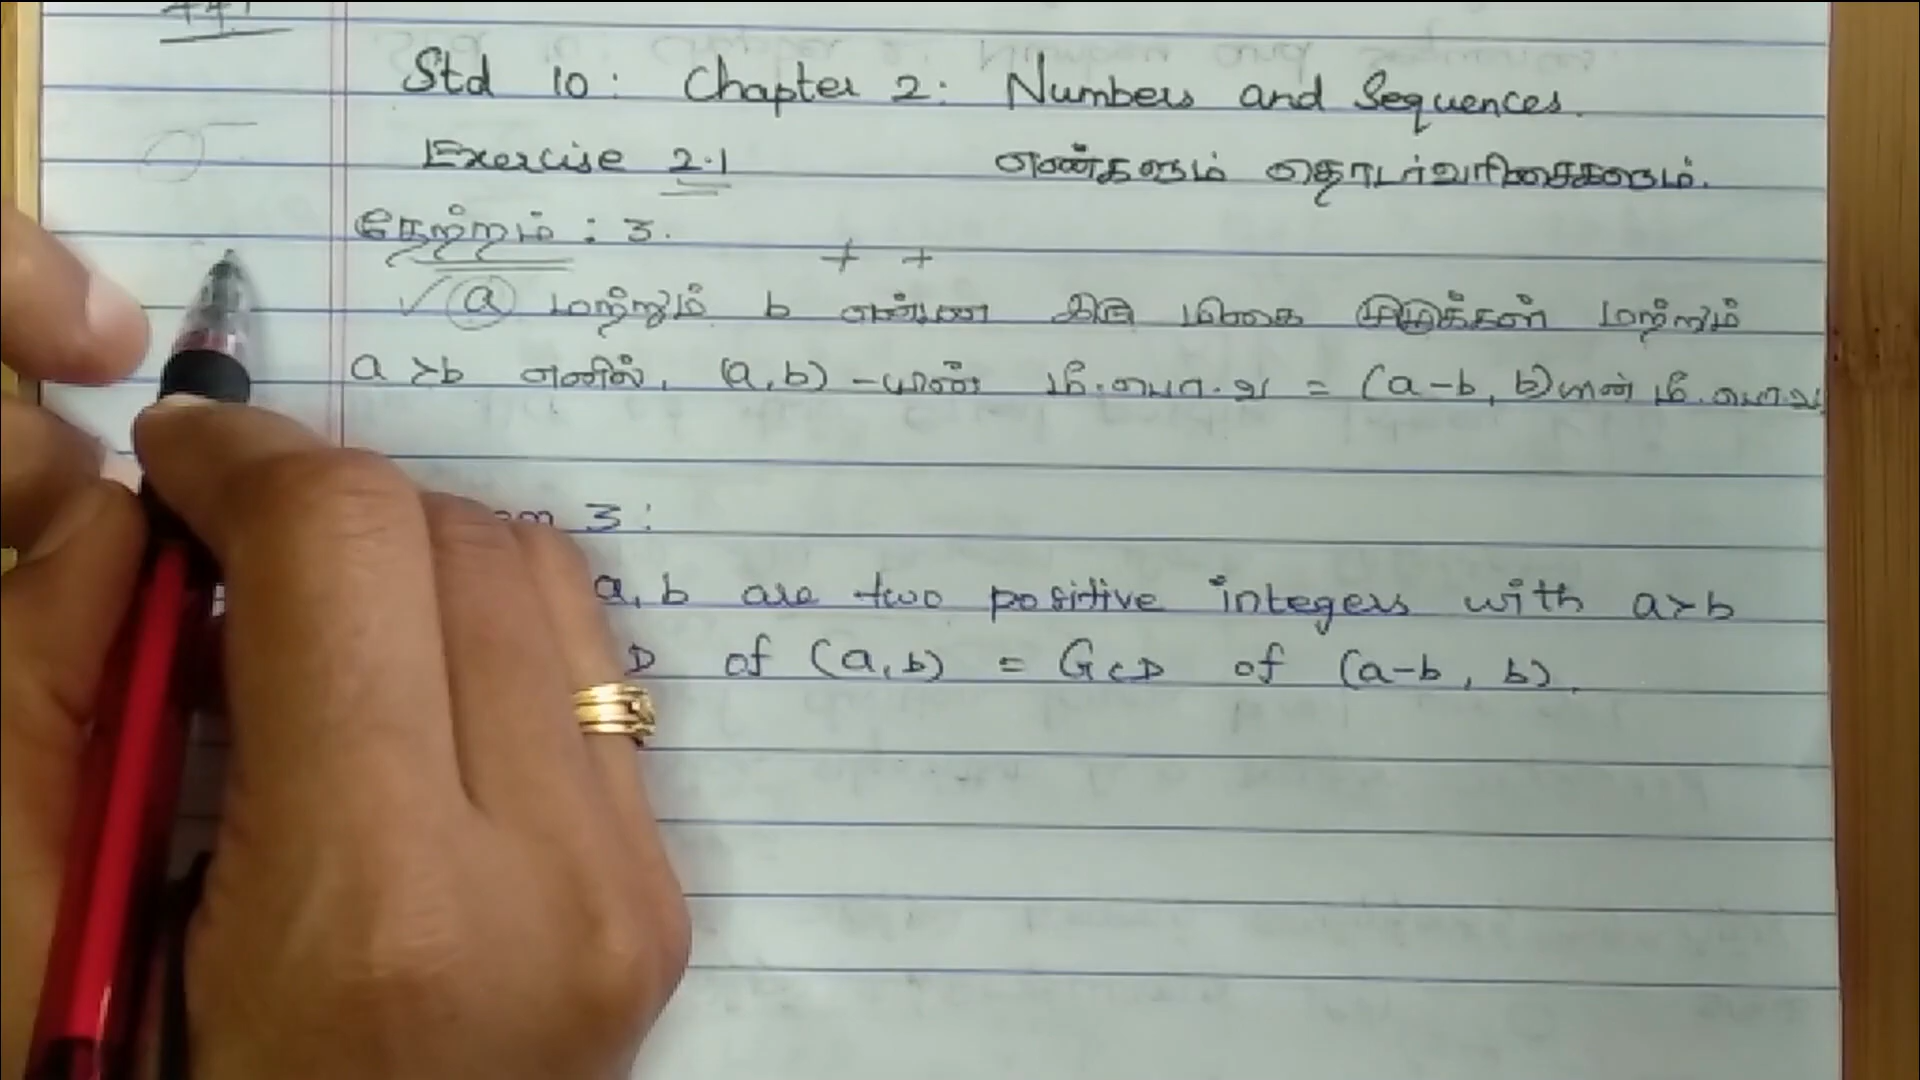 Std 10: Chapter 2: Numbers and Sequences.
Exercise 2.1 எண்களும் தொடர்வரிசைகளும்.
தேற்றம் : 3.
+ +
✓ a மற்றும் b என்பன இரு மிகை முழுக்கள் மற்றும்
a > b எனில், (a, b) -யின் மீ.பொ.வ = (a-b, b)யின் மீ.பொ.வ
3:
a, b are two positive integers with a>b
D of (a, b) = GCD of (a-b, b).